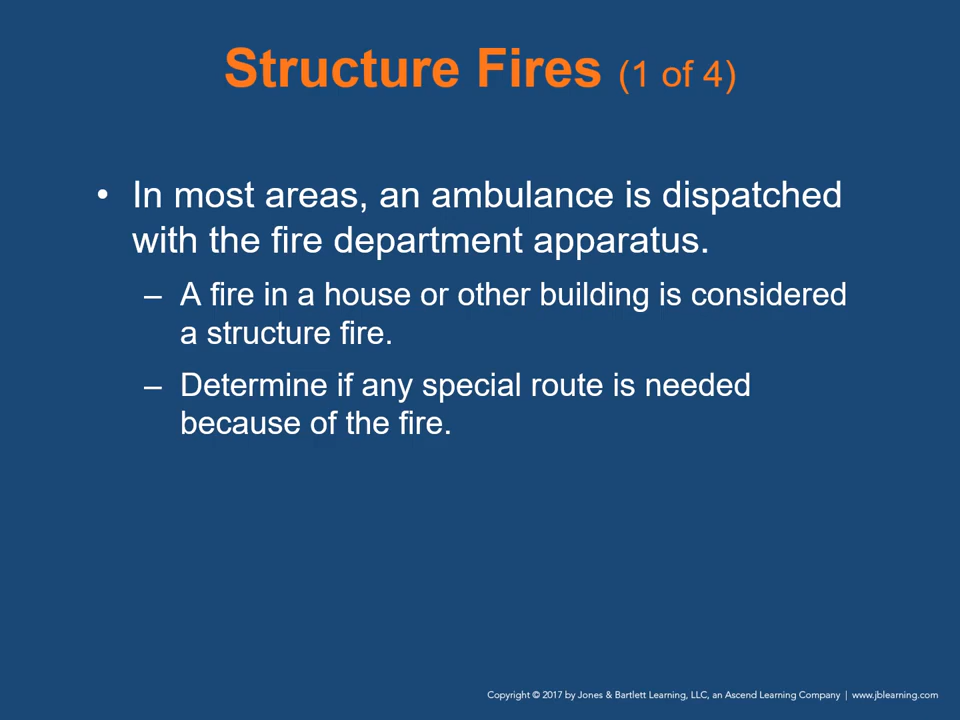 Structure Fires (1 of 4)
• In most areas, an ambulance is dispatched
with the fire department apparatus.
– A fire in a house or other building is considered
a structure fire.
– Determine if any special route is needed
because of the fire.
Copyright © 2017 by Jones & Bartlett Learning, LLC, an Ascend Learning Company | www.jblearning.com